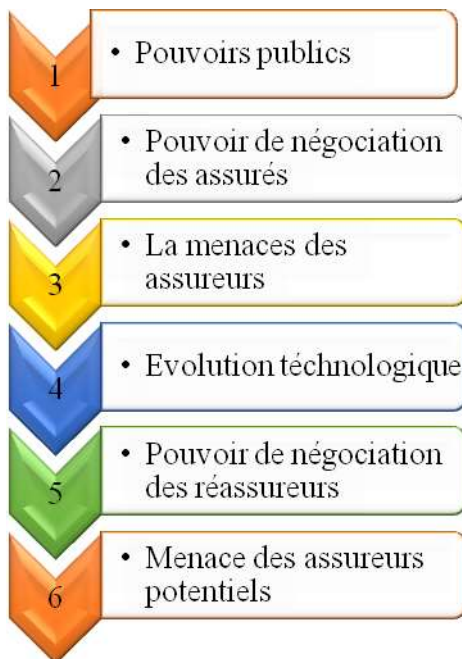 1
• Pouvoirs publics
2
• Pouvoir de négociation
des assurés
3
• La menaces des
assureurs
4
• Evolution téchnologique
5
• Pouvoir de négociation
des réassureurs
6
• Menace des assureurs
potentiels